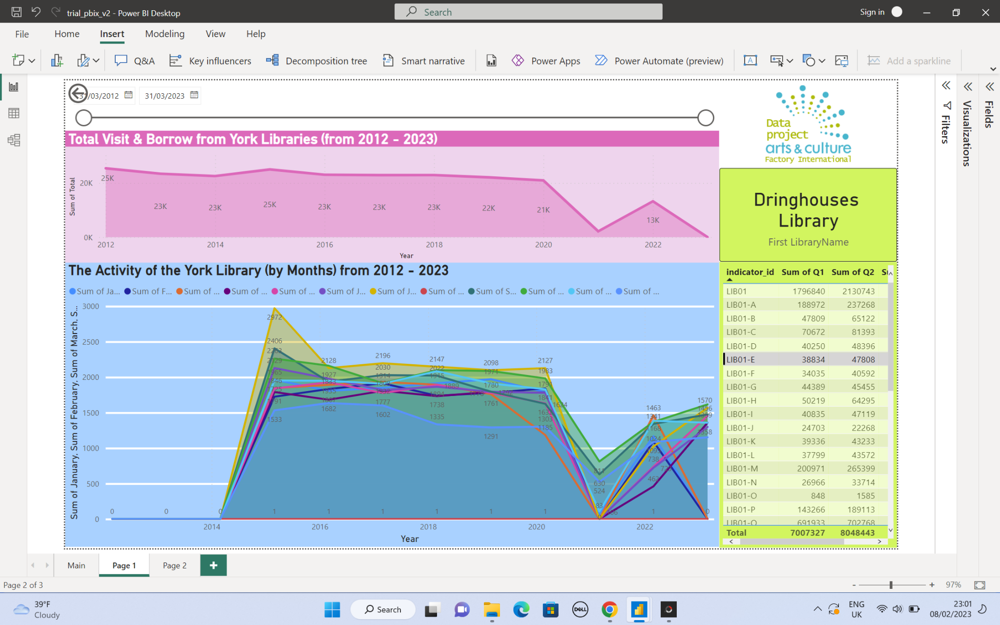 trial_pbix_v2 - Power BI Desktop
Search
Sign in
File Home Insert Modeling View Help
Q&A
Key influencers
Decomposition tree
Smart narrative
Power Apps
Power Automate (preview)
Add a sparkline
/03/2012
31/03/2023
Data
project
arts & culture
Factory International
Filters
Visualizations
Fields
Total Visit & Borrow from York Libraries (from 2012 - 2023)
Sum of Total
20K
0K
25K 23K 23K 25K 23K 23K 23K 22K 21K 13K
2012 2014 2016 2018 2020 2022
Year
Dringhouses
Library
First LibraryName
The Activity of the York Library (by Months) from 2012 - 2023
Sum of Ja... Sum of F... Sum of ... Sum of ... Sum of ... Sum of J... Sum of J... Sum of ... Sum of S... Sum of ... Sum of ... Sum of ...
Sum of January, Sum of February, Sum of March, S...
3000
2500
2000
1500
1000
500
0
2972
2406
2128 2196 2147 2098 2127
1927 2030 2022 1971 1983
1965
1846
1889 1780 1791
1841
1791 1777 1738 1761 1624
1682 1602
1533 1335 1303
1291 1185
1463 1570
1341 1456
1168
1024
738
630
524
83
0 0 0 1 1 1 1 1 1 0 1 0
2014 2016 2018 2020 2022
Year
indicator_id Sum of Q1 Sum of Q2
LIB01 1796840 2130743
LIB01-A 188972 237268
LIB01-B 47809 65122
LIB01-C 70672 81393
LIB01-D 40250 48396
LIB01-E 38834 47808
LIB01-F 34035 40592
LIB01-G 44389 45455
LIB01-H 50219 64295
LIB01-I 40835 47119
LIB01-J 24703 22268
LIB01-K 39336 43233
LIB01-L 37799 43572
LIB01-M 200971 265399
LIB01-N 26966 33714
LIB01-O 848 1585
LIB01-P 143266 189113
LIB01-Q 691933 702768
Total 7007327 8048443
Main Page 1 Page 2 +
Page 2 of 3
- + 97%
39°F
Cloudy
Search
DELL
ENG
UK
23:01
08/02/2023